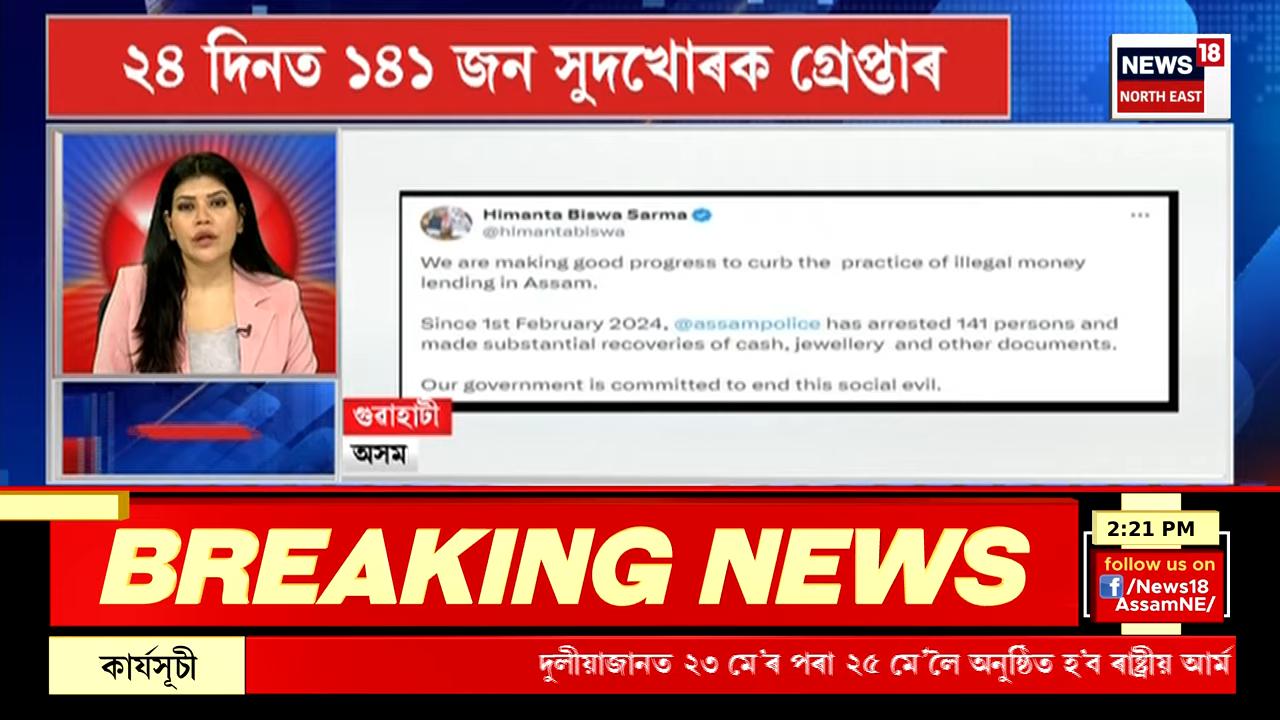 ২৪ দিনত ১৪১ জন সুদখোৰক গ্ৰেপ্তাৰ
NEWS 18
NORTH EAST
Himanta Biswa Sarma
@himantabiswa
We are making good progress to curb the practice of illegal money
lending in Assam.
Since 1st February 2024, @assampolice has arrested 141 persons and
made substantial recoveries of cash, jewellery and other documents.
Our government is committed to end this social evil.
গুৱাহাটী
অসম
BREAKING NEWS
2:21 PM
follow us on
f/News18
AssamNE/
কাৰ্যসূচী
দুলীয়াজানত ২৩ মে'ৰ পৰা ২৫ মে'লৈ অনুষ্ঠিত হ'ব ৰাষ্ট্ৰীয় আৰ্ম